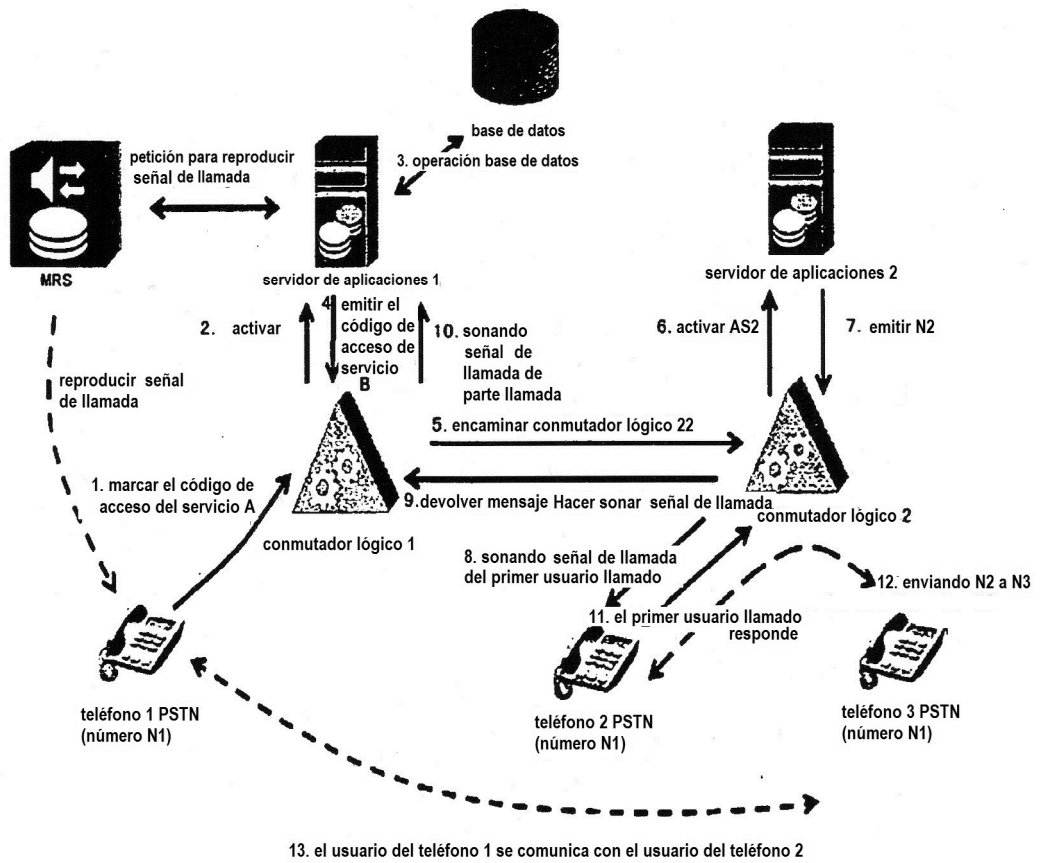 base de datos
3. operación base de datos
petición para reproducir
señal de llamada
MRS
servidor de aplicaciones 1
servidor de aplicaciones 2
2. activar
4 emitir el
código de
acceso de
servicio
B
10. sonando
señal de
llamada de
parte llamada
6. activar AS2
7. emitir N2
reproducir señal
de llamada
5. encaminar conmutador lógico 22
1. marcar el código de
acceso del servicio A
9.devolver mensaje Hacer sonar señal de llamada
conmutador lógico 1
conmutador lógico 2
8. sonando señal de llamada
del primer usuario llamado
12. enviando N2 a N3
11. el primer usuario llamado
responde
teléfono 1 PSTN
(número N1)
teléfono 2 PSTN
(número N1)
teléfono 3 PSTN
(número N1)
13. el usuario del teléfono 1 se comunica con el usuario del teléfono 2